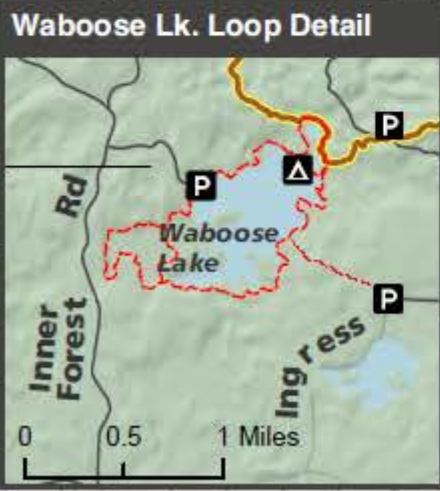 Waboose Lk. Loop Detail
P
P
Rd
Waboose
Lake
P
Inner
Forest
Ingress
0 0.5 1 Miles